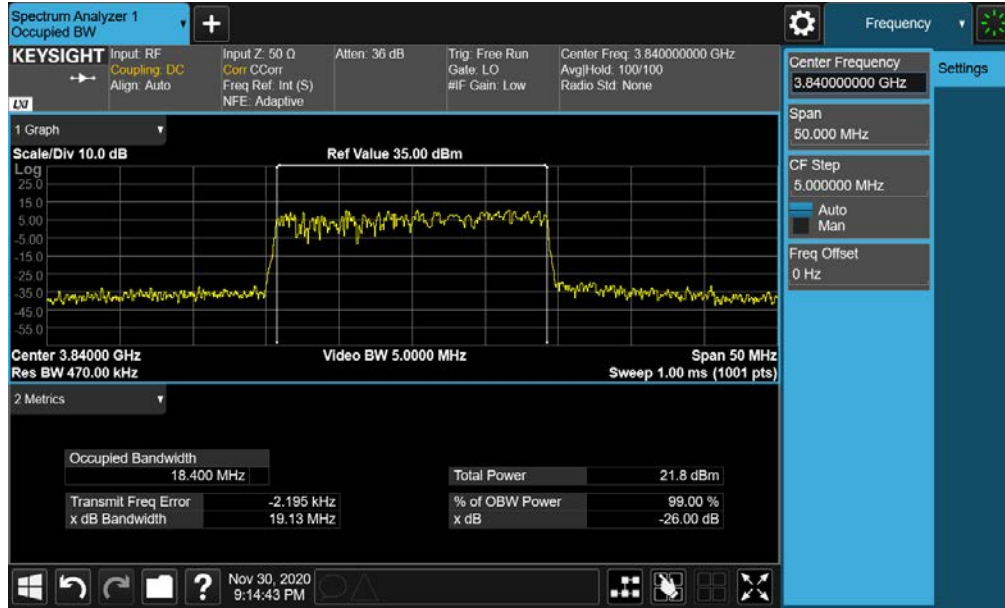 Spectrum Analyzer 1
Occupied BW
Frequency
KEYSIGHT
LXI
Input: RF
Coupling: DC
Align: Auto
Input Z: 50 Ω
Corr CCorr
Freq Ref: Int (S)
NFE: Adaptive
Atten: 36 dB
Trig: Free Run
Gate: LO
#IF Gain: Low
Center Freq: 3.840000000 GHz
Avg|Hold: 100/100
Radio Std: None
Center Frequency
3.840000000 GHz
Settings
Span
50.000 MHz
CF Step
5.000000 MHz
Auto
Man
Freq Offset
0 Hz
1 Graph
Scale/Div 10.0 dB
Ref Value 35.00 dBm
Log
25.0
15.0
5.00
-5.00
-15.0
-25.0
-35.0
-45.0
-55.0
Center 3.84000 GHz
Video BW 5.0000 MHz
Span 50 MHz
Res BW 470.00 kHz
Sweep 1.00 ms (1001 pts)
2 Metrics
Occupied Bandwidth
18.400 MHz
Total Power 21.8 dBm
Transmit Freq Error -2.195 kHz
% of OBW Power 99.00 %
x dB Bandwidth 19.13 MHz
x dB -26.00 dB
?
Nov 30, 2020
9:14:43 PM